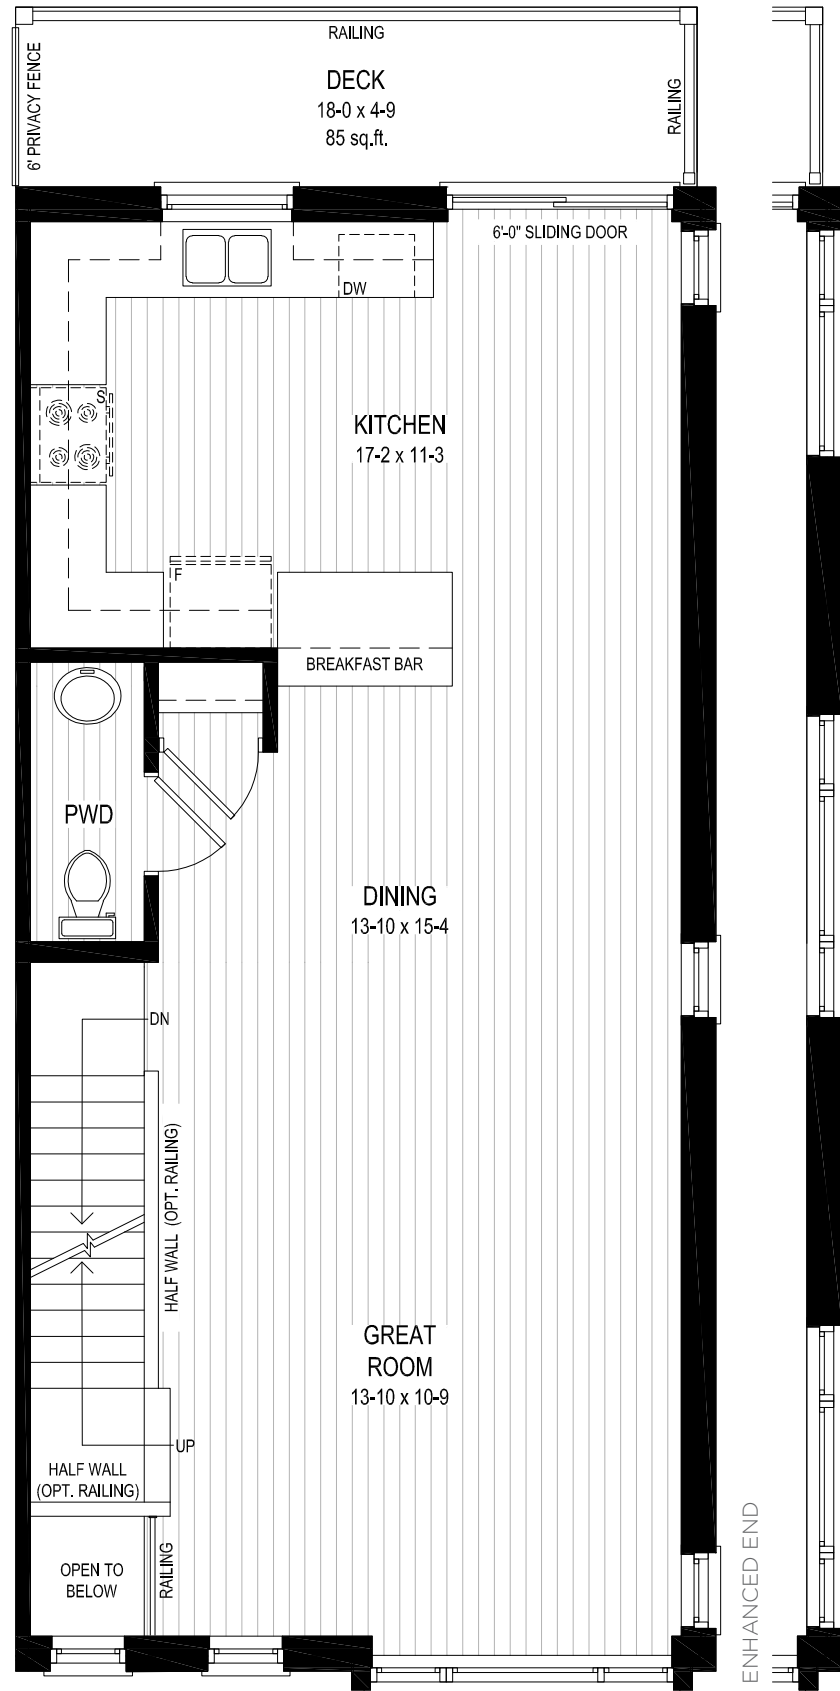 RAILING
6' PRIVACY FENCE
DECK
18-0 x 4-9
85 sq.ft.
RAILING
6'-0" SLIDING DOOR
DW
S
KITCHEN
17-2 x 11-3
F
BREAKFAST BAR
PWD
DINING
13-10 x 15-4
DN
HALF WALL (OPT. RAILING)
GREAT
ROOM
13-10 x 10-9
UP
HALF WALL
(OPT. RAILING)
OPEN TO
BELOW
RAILING
ENHANCED END